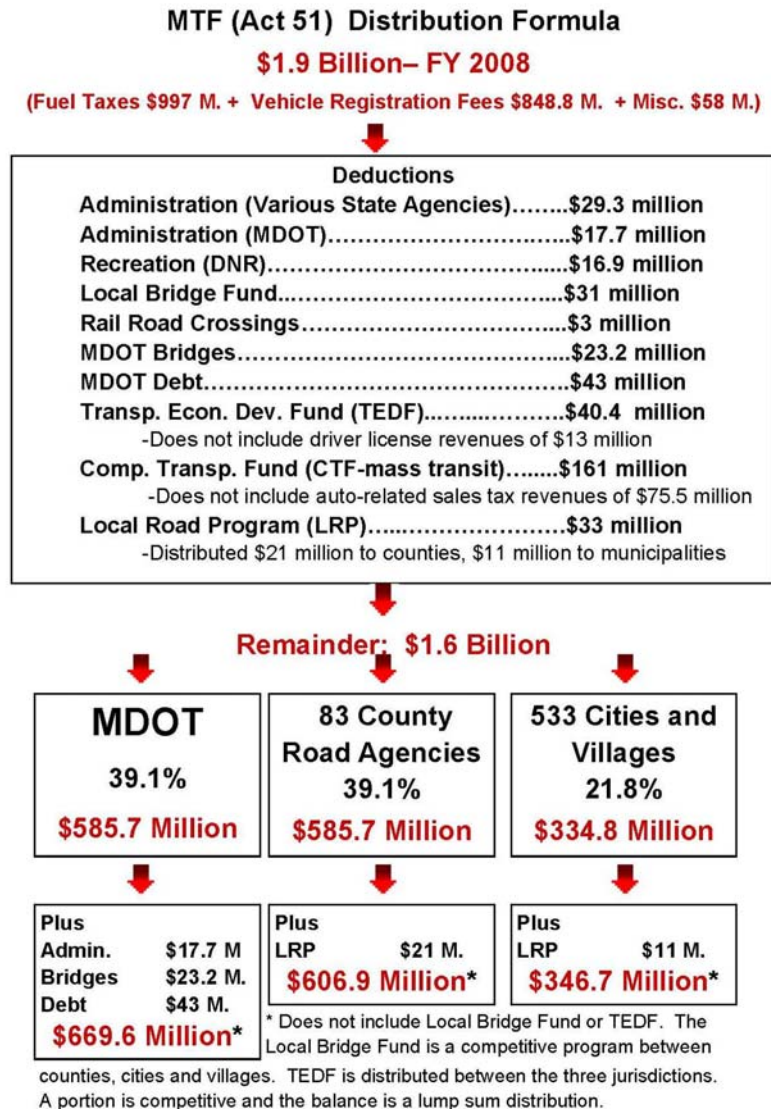 MTF (Act 51) Distribution Formula
$1.9 Billion– FY 2008
(Fuel Taxes $997 M. + Vehicle Registration Fees $848.8 M. + Misc. $58 M.)
Deductions
Administration (Various State Agencies)........$29.3 million
Administration (MDOT)..............................$17.7 million
Recreation (DNR)......................................$16.9 million
Local Bridge Fund.....................................$31 million
Rail Road Crossings..................................$3 million
MDOT Bridges..........................................$23.2 million
MDOT Debt...............................................$43 million
Transp. Econ. Dev. Fund (TEDF)...................$40.4 million
-Does not include driver license revenues of $13 million
Comp. Transp. Fund (CTF-mass transit)........$161 million
-Does not include auto-related sales tax revenues of $75.5 million
Local Road Program (LRP)..........................$33 million
-Distributed $21 million to counties, $11 million to municipalities
Remainder: $1.6 Billion
MDOT
39.1%
$585.7 Million
83 County
Road Agencies
39.1%
$585.7 Million
533 Cities and
Villages
21.8%
$334.8 Million
Plus
Admin. $17.7 M
Bridges $23.2 M.
Debt $43 M.
$669.6 Million*
Plus
LRP $21 M.
$606.9 Million*
Plus
LRP $11 M.
$346.7 Million*
* Does not include Local Bridge Fund or TEDF. The
Local Bridge Fund is a competitive program between
counties, cities and villages. TEDF is distributed between the three jurisdictions.
A portion is competitive and the balance is a lump sum distribution.